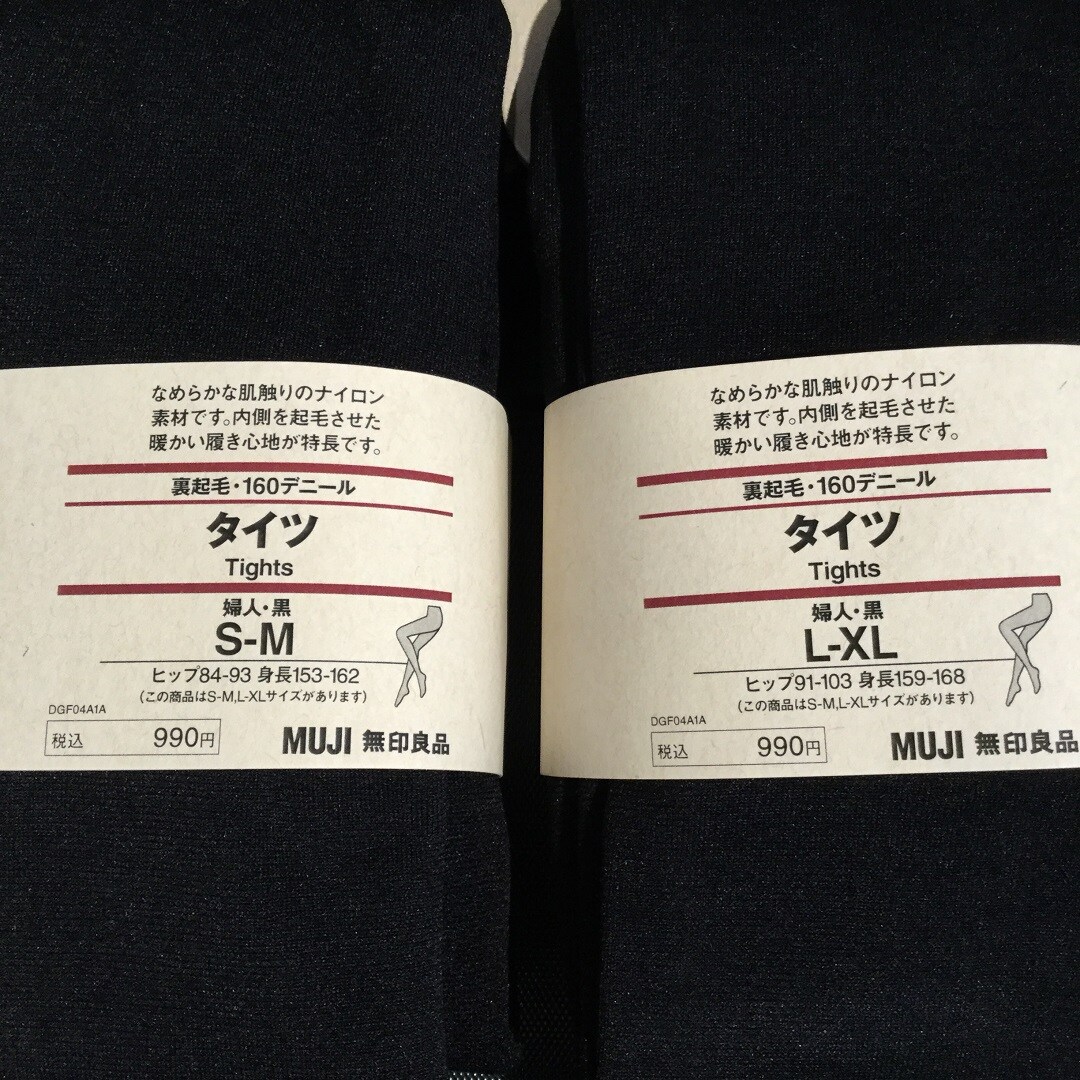 なめらかな肌触りのナイロン
素材です。内側を起毛させた
暖かい履き心地が特長です。
裏起毛・160デニール
タイツ
Tights
婦人・黒
S-M
ヒップ84-93 身長153-162
(この商品はS-M,L-XLサイズがあります)
DGF04A1A
税込 990円
MUJI 無印良品
なめらかな肌触りのナイロン
素材です。内側を起毛させた
暖かい履き心地が特長です。
裏起毛・160デニール
タイツ
Tights
婦人・黒
L-XL
ヒップ91-103 身長159-168
(この商品はS-M,L-XLサイズがあります)
DGF04A1A
税込 990円
MUJI 無印良品